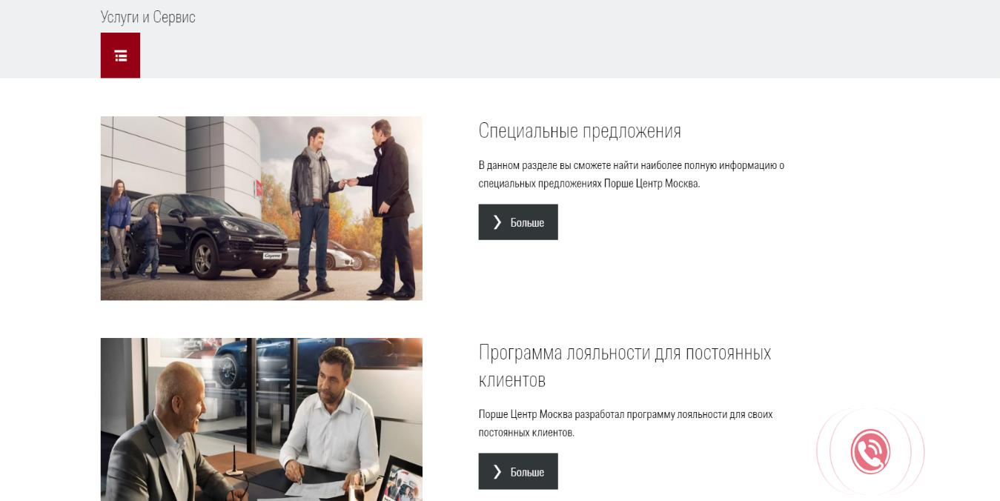 Услуги и Сервис
Специальные предложения
В данном разделе вы сможете найти наиболее полную информацию о
специальных предложениях Порше Центр Москва.
Больше
Cayenne
Программа лояльности для постоянных
клиентов
Порше Центр Москва разработал программу лояльности для своих
постоянных клиентов.
Больше